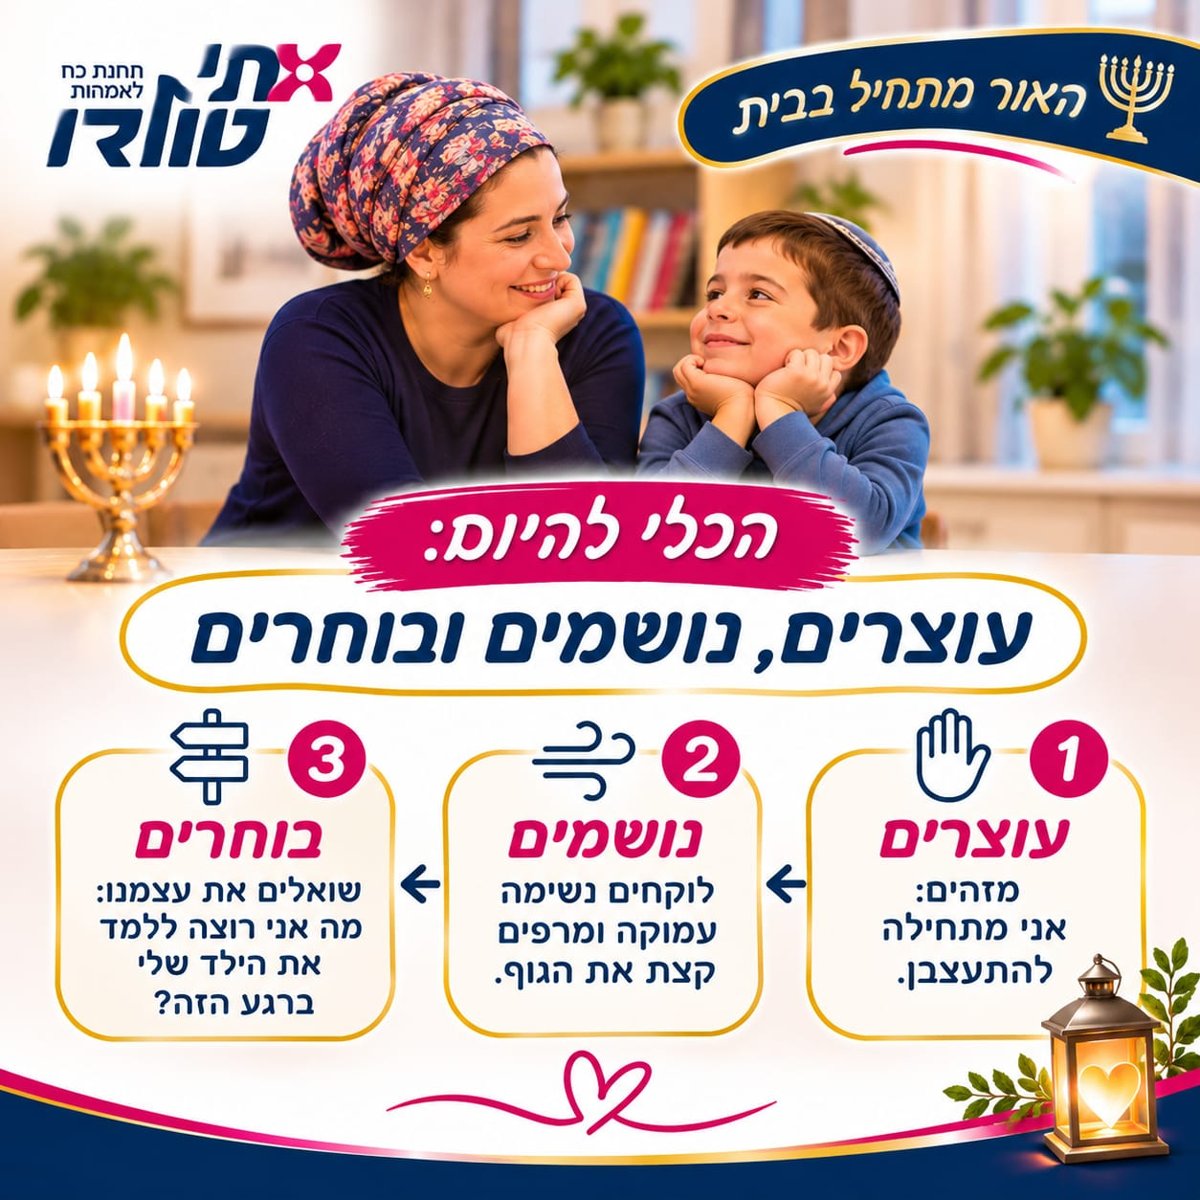 אתי
טולדו
תחנת כח
לאמהות
האור מתחיל בבית
הכלי להיום:
עוצרים, נושמים ובוחרים
1
עוצרים
מזהים:
אני מתחילה
להתעצבן.
2
נושמים
לוקחים נשימה
עמוקה ומרפים
קצת את הגוף.
3
בוחרים
שואלים את עצמנו:
מה אני רוצה ללמד
את הילד שלי
ברגע הזה?